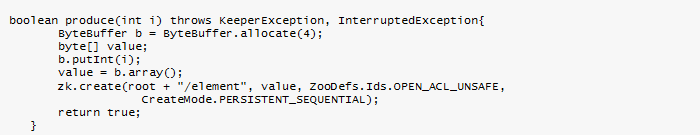 boolean produce(int i) throws KeeperException, InterruptedException{
        ByteBuffer b = ByteBuffer.allocate(4);
        byte[] value;
        b.putInt(i);
        value = b.array();
        zk.create(root + "/element", value, ZooDefs.Ids.OPEN_ACL_UNSAFE,
                    CreateMode.PERSISTENT_SEQUENTIAL);
        return true;
    }